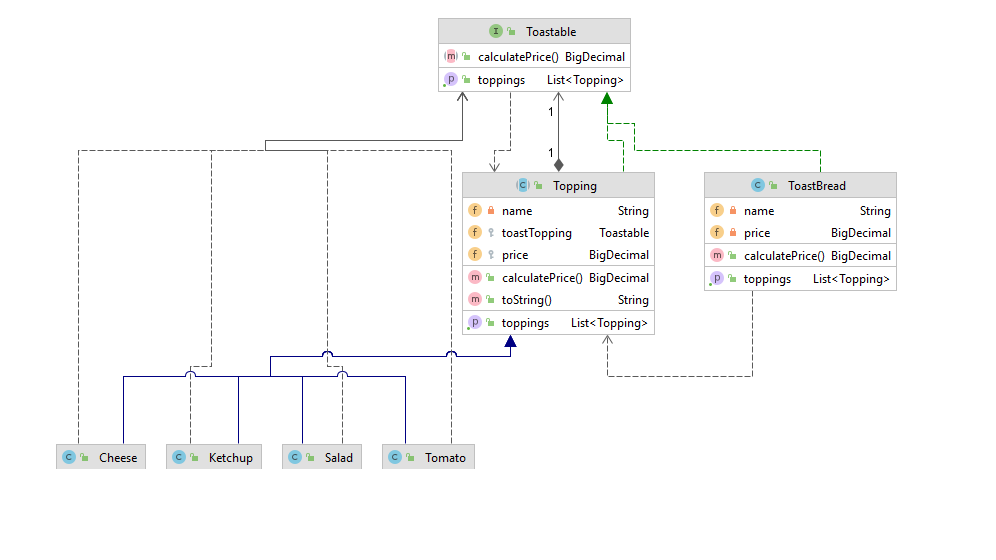 I Toastable
m calculatePrice() BigDecimal
p toppings List<Topping>
1
1
C Topping
f name String
f toastTopping Toastable
f price BigDecimal
m calculatePrice() BigDecimal
m toString() String
p toppings List<Topping>
C ToastBread
f name String
f price BigDecimal
m calculatePrice() BigDecimal
p toppings List<Topping>
C Cheese
C Ketchup
C Salad
C Tomato